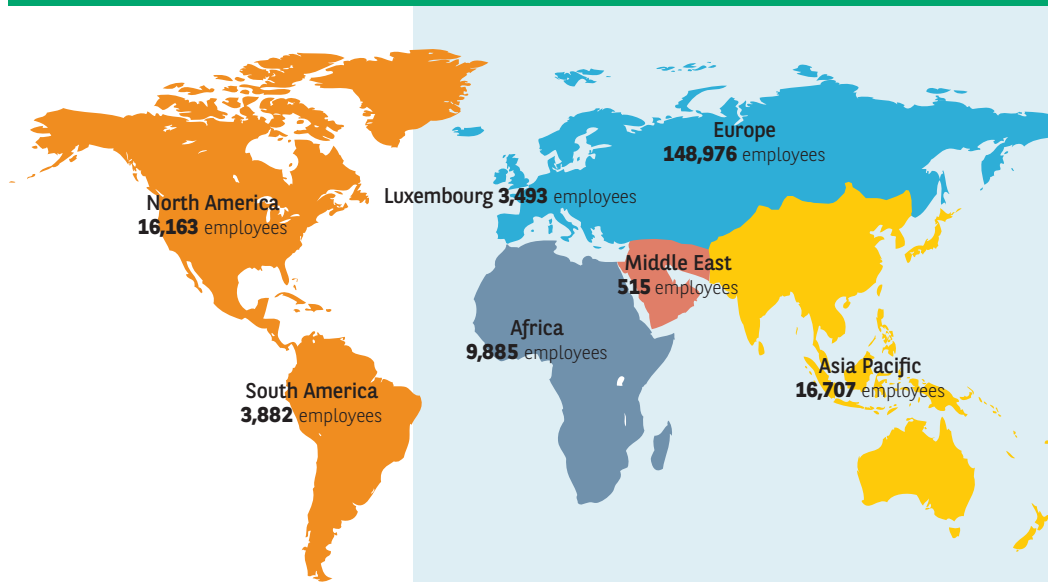 Europe
148,976 employees
Luxembourg 3,493 employees
North America
16,163 employees
Middle East
515 employees
Africa
9,885 employees
Asia Pacific
16,707 employees
South America
3,882 employees